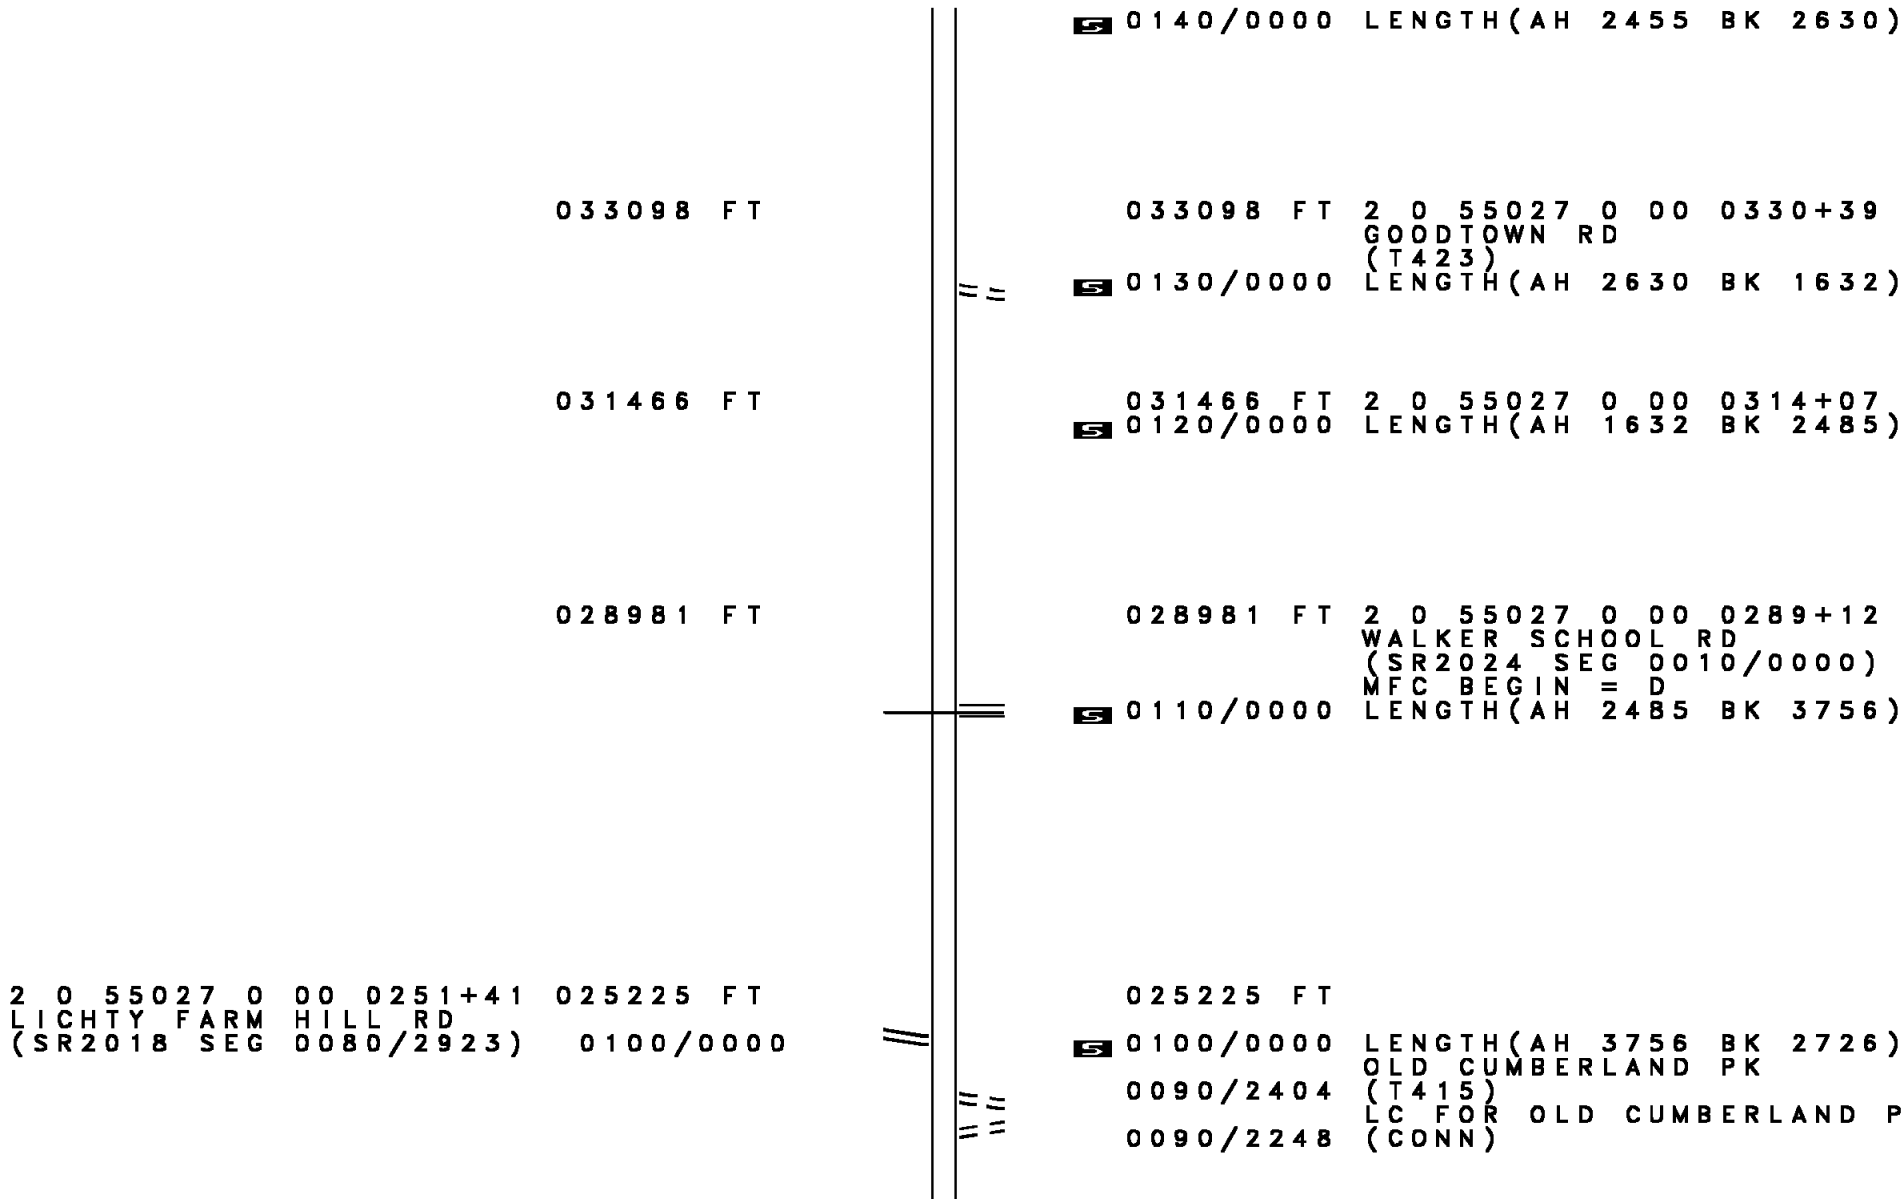 S 0140/0000 LENGTH(AH 2455 BK 2630)
033098 FT 033098 FT 2 0 55027 0 00 0330+39
GOODTOWN RD
(T423)
S 0130/0000 LENGTH(AH 2630 BK 1632)
031466 FT 031466 FT 2 0 55027 0 00 0314+07
S 0120/0000 LENGTH(AH 1632 BK 2485)
028981 FT 028981 FT 2 0 55027 0 00 0289+12
WALKER SCHOOL RD
(SR2024 SEG 0010/0000)
MFC BEGIN = D
S 0110/0000 LENGTH(AH 2485 BK 3756)
2 0 55027 0 00 0251+41 025225 FT 025225 FT
LICHTY FARM HILL RD
(SR2018 SEG 0080/2923) 0100/0000 S 0100/0000 LENGTH(AH 3756 BK 2726)
OLD CUMBERLAND PK
0090/2404 (T415)
LC FOR OLD CUMBERLAND P
0090/2248 (CONN)